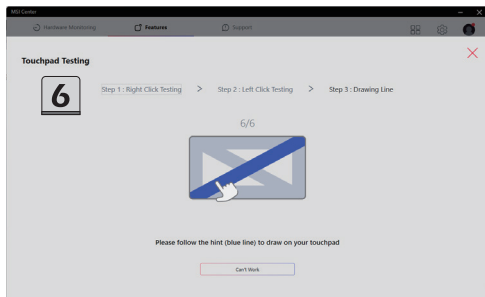 MSI Center
Hardware Monitoring
Features
Support
Touchpad Testing
6
Step 1 : Right Click Testing > Step 2 : Left Click Testing > Step 3 : Drawing Line
6/6
Please follow the hint (blue line) to draw on your touchpad
Can't Work